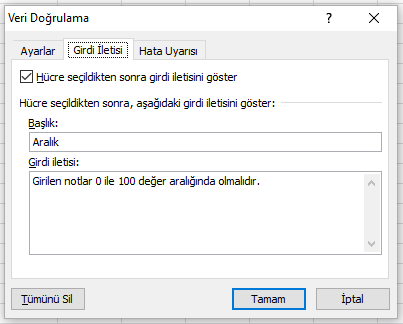 Veri Doğrulama
?
Ayarlar Girdi İletisi Hata Uyarısı
Hücre seçildikten sonra girdi iletisini göster
Hücre seçildikten sonra, aşağıdaki girdi iletisini göster:
Başlık:
Aralık
Girdi iletisi:
Girilen notlar 0 ile 100 değer aralığında olmalıdır.
Tümünü Sil Tamam İptal